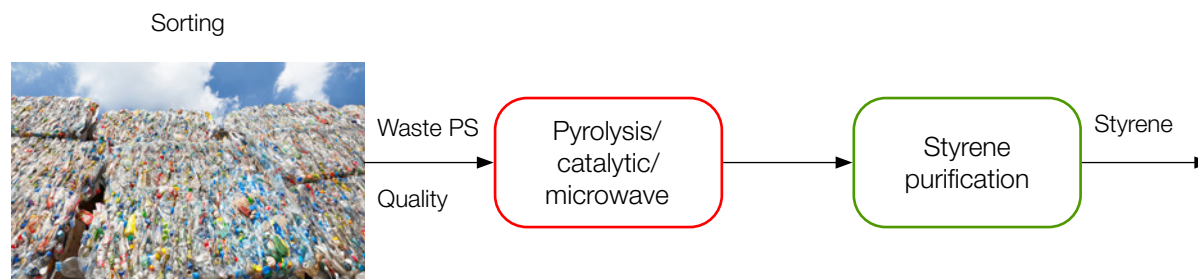 Sorting
Waste PS
Quality
Pyrolysis/
catalytic/
microwave
Styrene
purification
Styrene